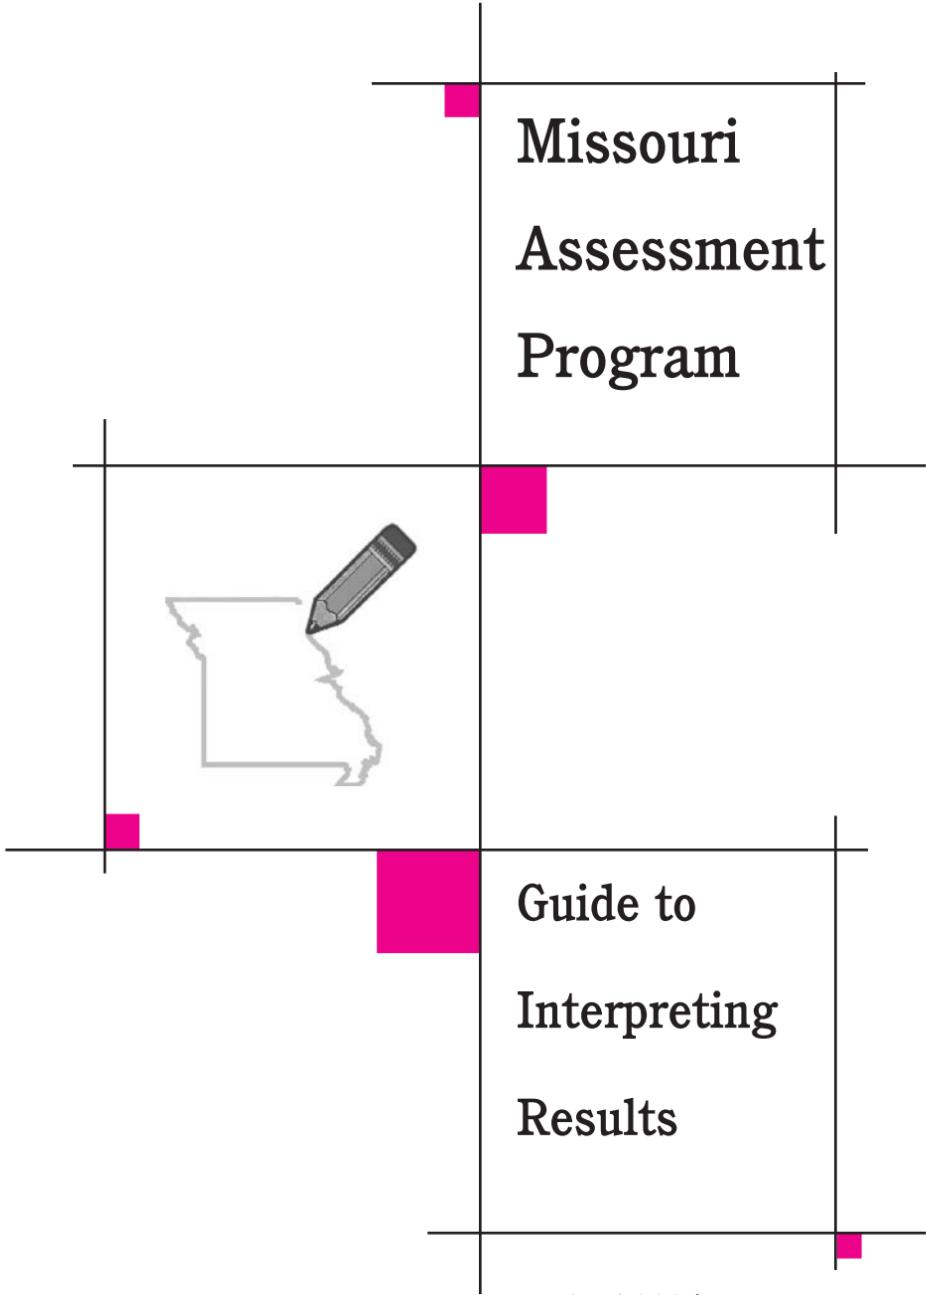 Missouri
Assessment
Program
Guide to
Interpreting
Results